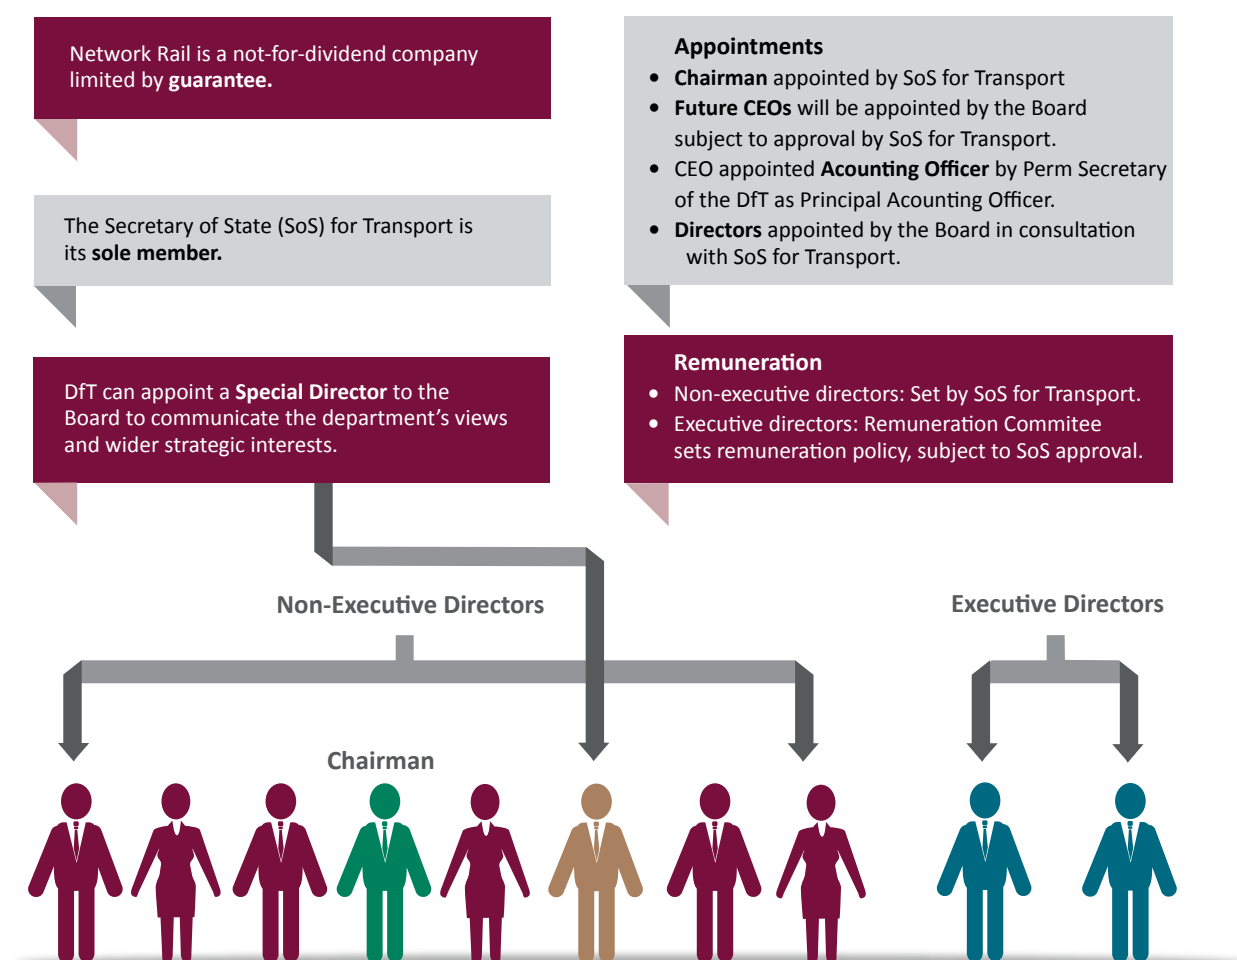 Network Rail is a not-for-dividend company
limited by guarantee.
The Secretary of State (SoS) for Transport is
its sole member.
DfT can appoint a Special Director to the
Board to communicate the department’s views
and wider strategic interests.
Appointments
• Chairman appointed by SoS for Transport
• Future CEOs will be appointed by the Board
subject to approval by SoS for Transport.
• CEO appointed Acounting Officer by Perm Secretary
of the DfT as Principal Acounting Officer.
• Directors appointed by the Board in consultation
with SoS for Transport.
Remuneration
• Non-executive directors: Set by SoS for Transport.
• Executive directors: Remuneration Commitee
sets remuneration policy, subject to SoS approval.
Non-Executive Directors
Executive Directors
Chairman